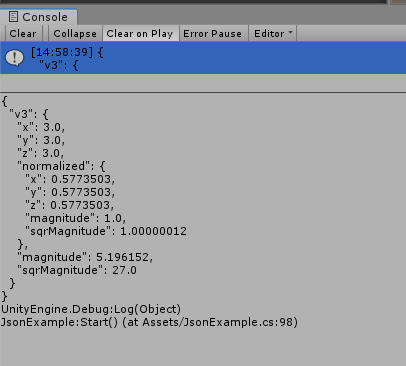 Console
Clear Collapse Clear on Play Error Pause Editor
[14:58:39] {
"v3": {
{
"v3": {
"x": 3.0,
"y": 3.0,
"z": 3.0,
"normalized": {
"x": 0.5773503,
"y": 0.5773503,
"z": 0.5773503,
"magnitude": 1.0,
"sqrMagnitude": 1.00000012
},
"magnitude": 5.196152,
"sqrMagnitude": 27.0
}
}
UnityEngine.Debug:Log(Object)
JsonExample:Start() (at Assets/JsonExample.cs:98)